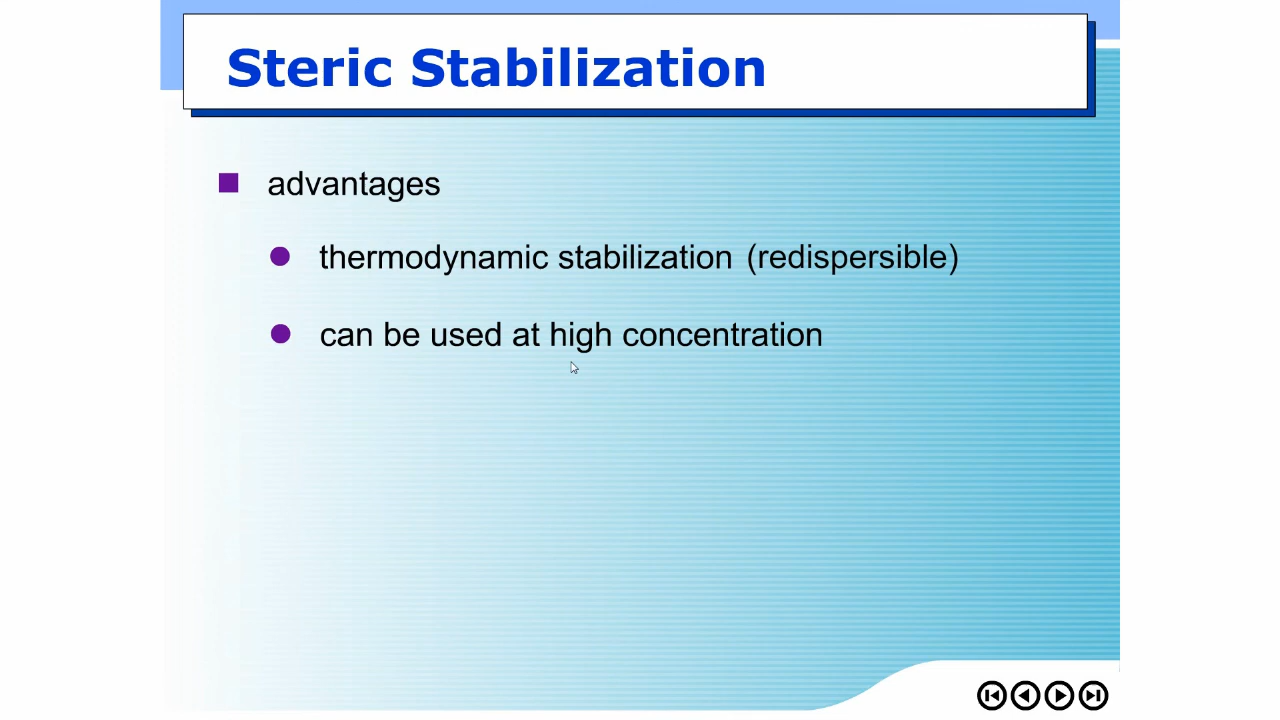 Steric Stabilization
advantages
thermodynamic stabilization (redispersible)
can be used at high concentration